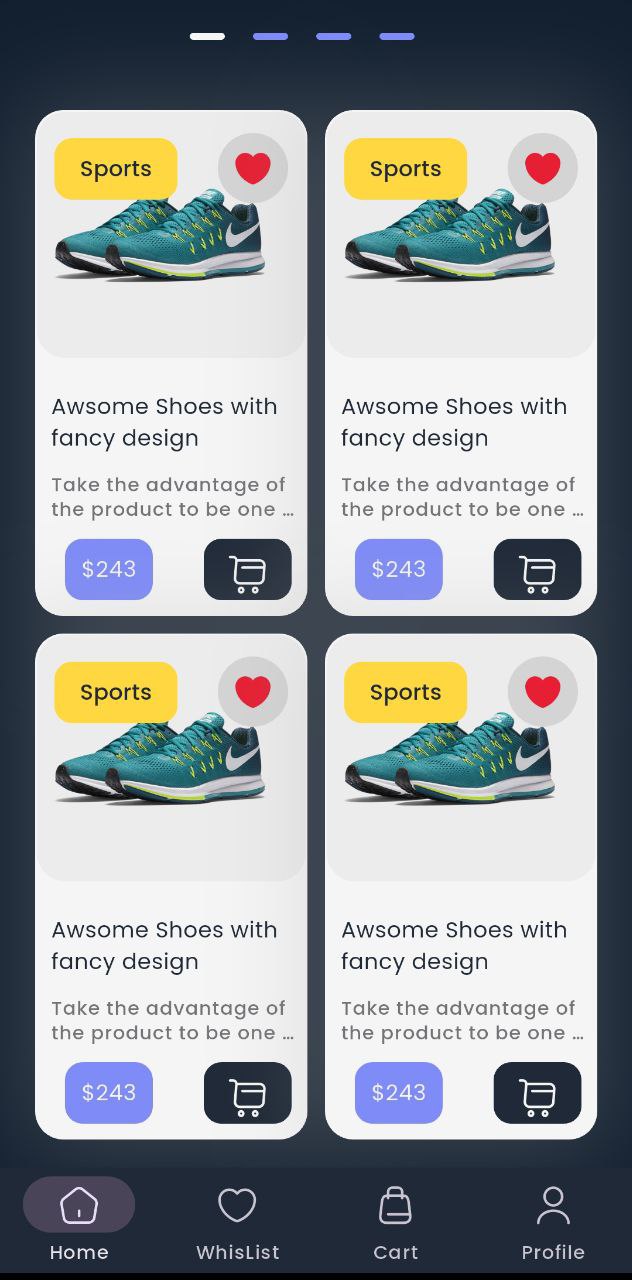 Sports
Sports
Awsome Shoes with
fancy design
Take the advantage of
the product to be one ...
$243
Awsome Shoes with
fancy design
Take the advantage of
the product to be one ...
$243
Sports
Sports
Awsome Shoes with
fancy design
Take the advantage of
the product to be one ...
$243
Awsome Shoes with
fancy design
Take the advantage of
the product to be one ...
$243
Home
WhisList
Cart
Profile